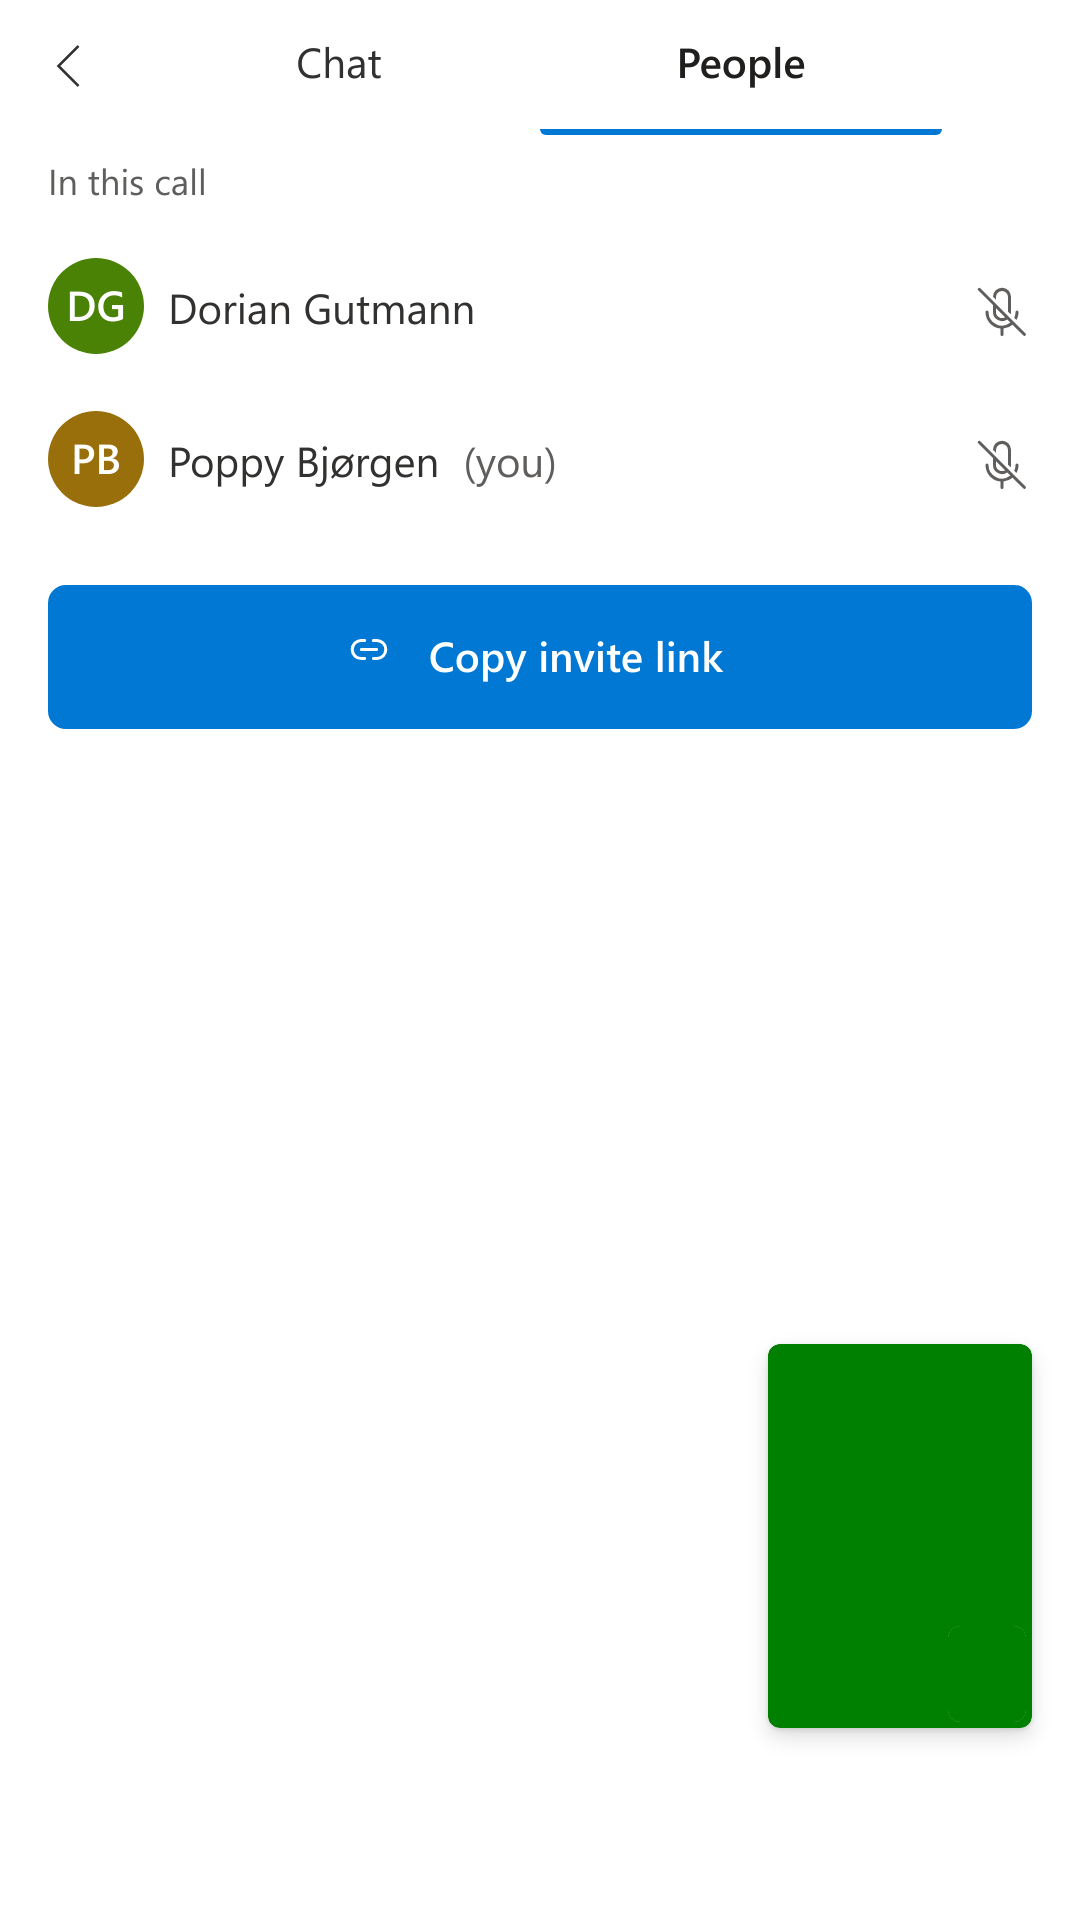 Chat People
In this call
DG Dorian Gutmann
PB Poppy Bjørgen (you)
Copy invite link